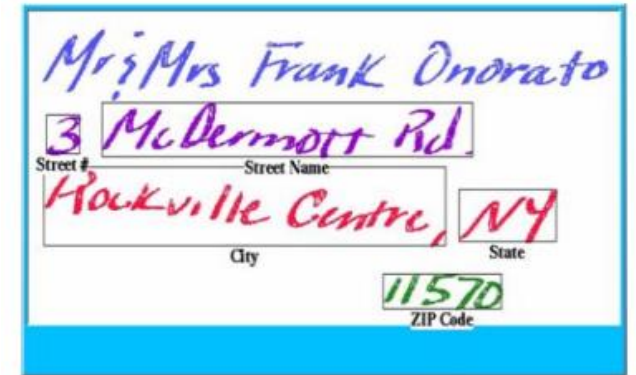 Mr & Mrs Frank Onorato
3 McDermott Rd.
Street # Street Name
Rockville Centre, NY
City State
11570
ZIP Code